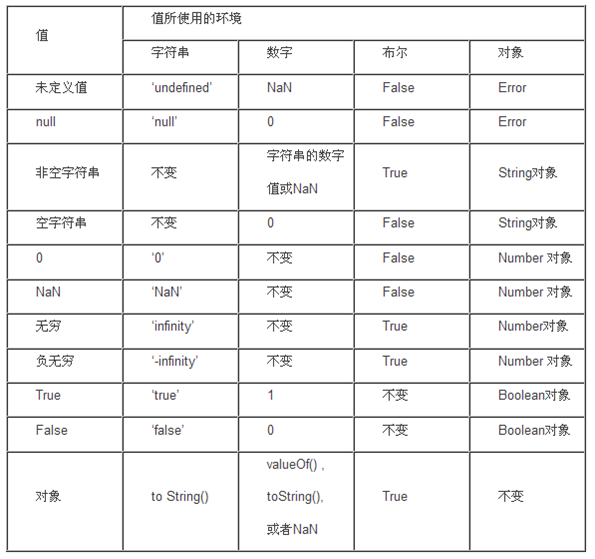 值所使用的环境
值
字符串 数字 布尔 对象
未定义值 ‘undefined’ NaN False Error
null ‘null’ 0 False Error
字符串的数字
非空字符串 不变 True String对象
值或NaN
空字符串 不变 0 False String对象
0 ‘0’ 不变 False Number 对象
NaN ‘NaN’ 不变 False Number 对象
无穷 ‘infinity’ 不变 True Number对象
负无穷 ‘-infinity’ 不变 True Number 对象
True ‘true’ 1 不变 Boolean对象
False ‘false’ 0 不变 Boolean对象
valueOf() ,
对象 to String() toString(), True 不变
或者NaN